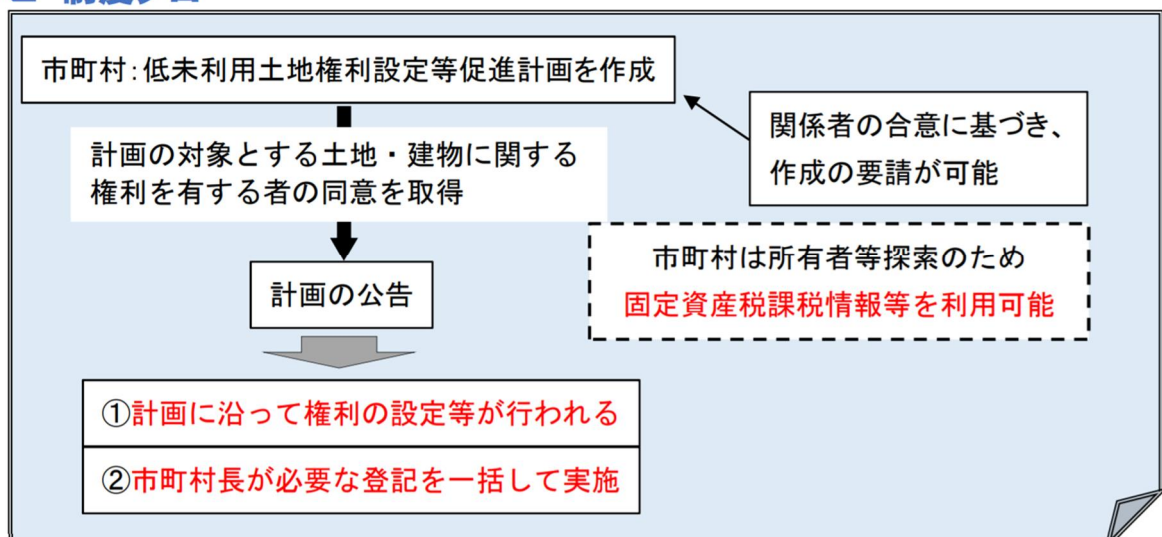 市町村：低未利用土地権利設定等促進計画を作成
関係者の合意に基づき、
作成の要請が可能
計画の対象とする土地・建物に関する
権利を有する者の同意を取得
市町村は所有者等探索のため
固定資産税課税情報等を利用可能
計画の公告
①計画に沿って権利の設定等が行われる
②市町村長が必要な登記を一括して実施